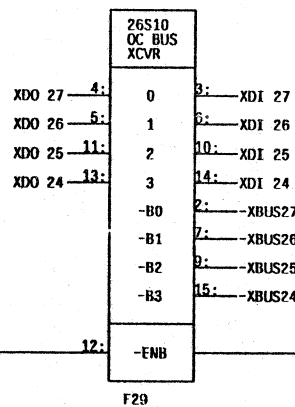 26S10
OC BUS
XCVR
XDO 27 4: 0 3: XDI 27
XDO 26 5: 1 6: XDI 26
XDO 25 11: 2 10: XDI 25
XDO 24 13: 3 14: XDI 24
-B0 2: -XBUS27
-B1 7: -XBUS26
-B2 9: -XBUS25
-B3 15: -XBUS24
12: -ENB
F29